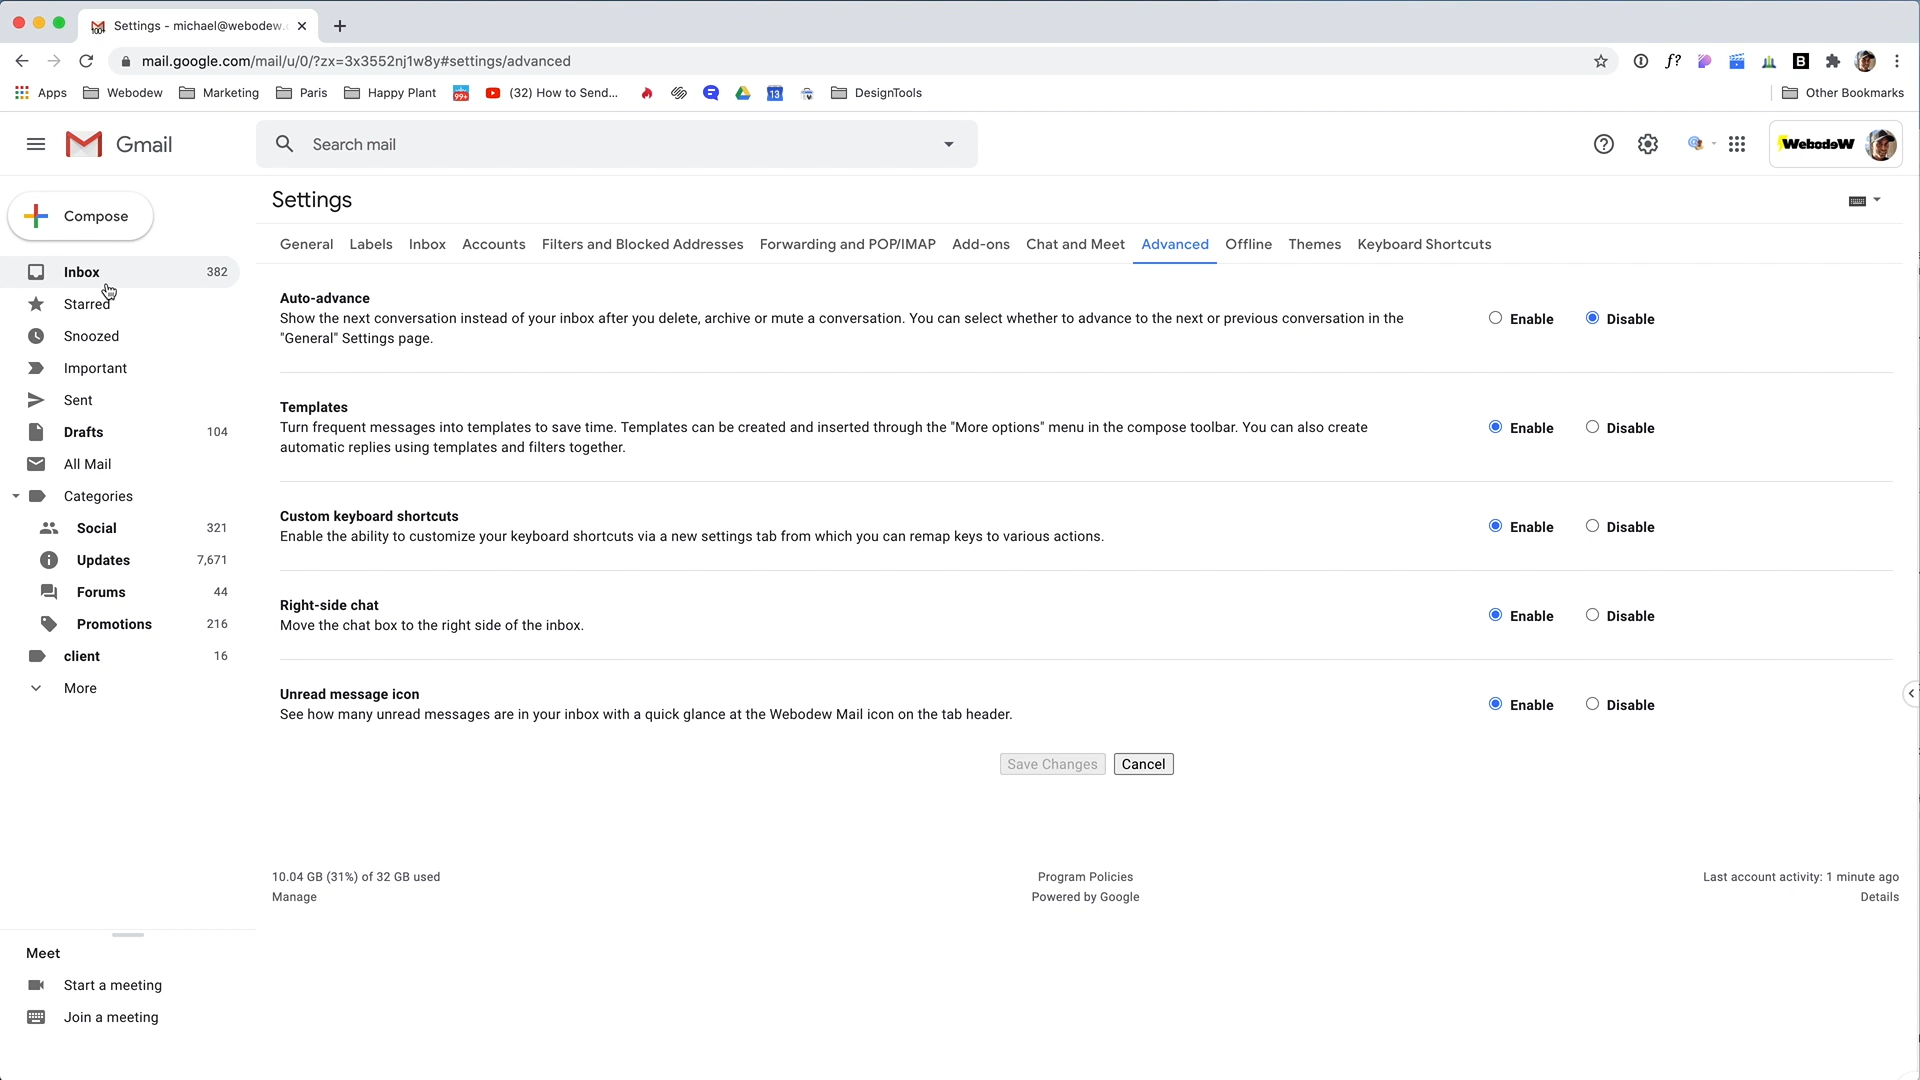 Settings - michael@webodew.
mail.google.com/mail/u/0/?zx=3x3552nj1w8y#settings/advanced
f?
B
Apps
Webodew
Marketing
Paris
Happy Plant
99+
(32) How to Send...
13
DesignTools
Other Bookmarks
Gmail
Search mail
WebodeW
Compose
Settings
General
Labels
Inbox
Accounts
Filters and Blocked Addresses
Forwarding and POP/IMAP
Add-ons
Chat and Meet
Advanced
Offline
Themes
Keyboard Shortcuts
Inbox 382
Starred
Snoozed
Important
Sent
Drafts 104
All Mail
Categories
Social 321
Updates 7,671
Forums 44
Promotions 216
client 16
More
Auto-advance
Show the next conversation instead of your inbox after you delete, archive or mute a conversation. You can select whether to advance to the next or previous conversation in the
"General" Settings page.
Enable Disable
Templates
Turn frequent messages into templates to save time. Templates can be created and inserted through the "More options" menu in the compose toolbar. You can also create
automatic replies using templates and filters together.
Enable Disable
Custom keyboard shortcuts
Enable the ability to customize your keyboard shortcuts via a new settings tab from which you can remap keys to various actions.
Enable Disable
Right-side chat
Move the chat box to the right side of the inbox.
Enable Disable
Unread message icon
See how many unread messages are in your inbox with a quick glance at the Webodew Mail icon on the tab header.
Enable Disable
Save Changes Cancel
10.04 GB (31%) of 32 GB used
Manage
Program Policies
Powered by Google
Last account activity: 1 minute ago
Details
Meet
Start a meeting
Join a meeting